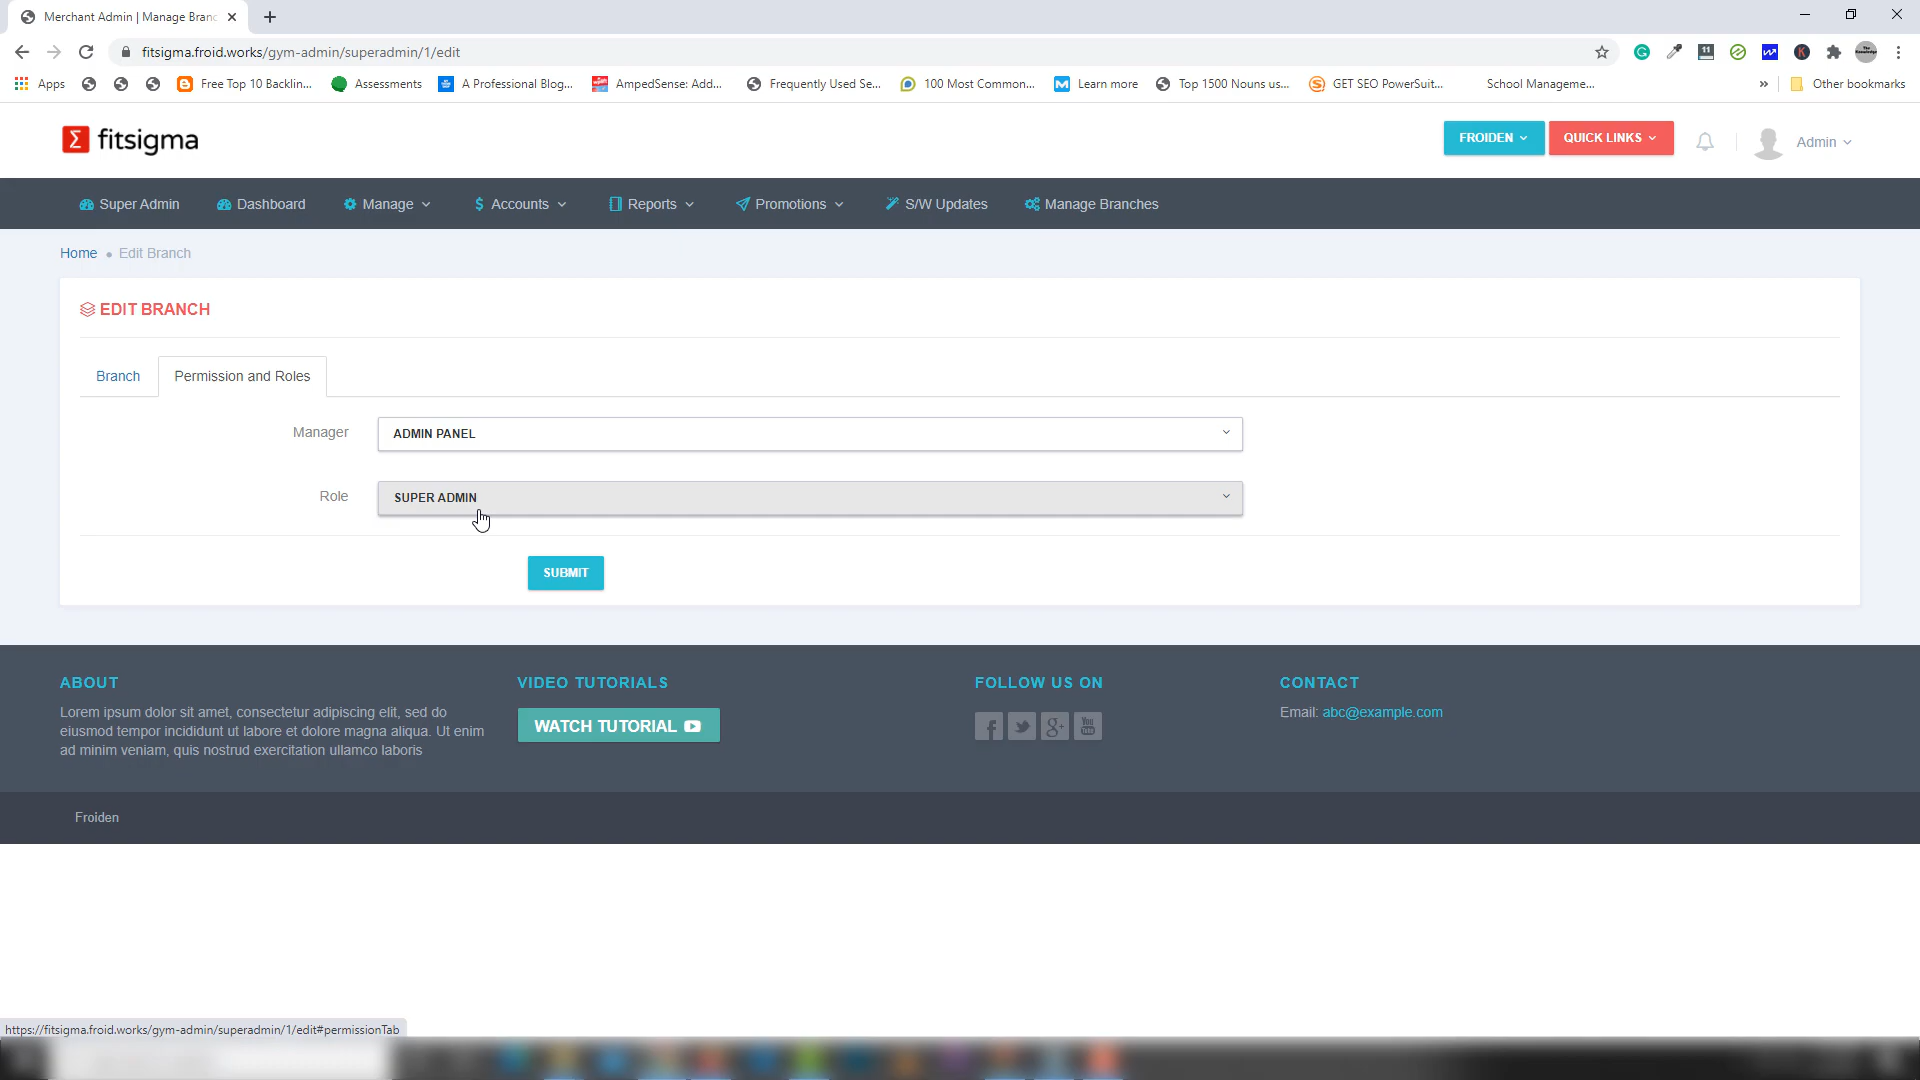 Merchant Admin | Manage Branc
fitsigma.froid.works/gym-admin/superadmin/1/edit
Apps
Free Top 10 Backlin...
Assessments
A Professional Blog...
AmpedSense: Add...
Frequently Used Se...
100 Most Common...
Learn more
Top 1500 Nouns us...
GET SEO PowerSuit...
School Manageme...
»
Other bookmarks
Σ fitsigma
FROIDEN
QUICK LINKS
Admin
Super Admin
Dashboard
Manage
Accounts
Reports
Promotions
S/W Updates
Manage Branches
Home • Edit Branch
EDIT BRANCH
Branch
Permission and Roles
Manager
ADMIN PANEL
Role
SUPER ADMIN
SUBMIT
ABOUT
Lorem ipsum dolor sit amet, consectetur adipiscing elit, sed do
eiusmod tempor incididunt ut labore et dolore magna aliqua. Ut enim
ad minim veniam, quis nostrud exercitation ullamco laboris
VIDEO TUTORIALS
WATCH TUTORIAL
FOLLOW US ON
CONTACT
Email: abc@example.com
Froiden
https://fitsigma.froid.works/gym-admin/superadmin/1/edit#permissionTab